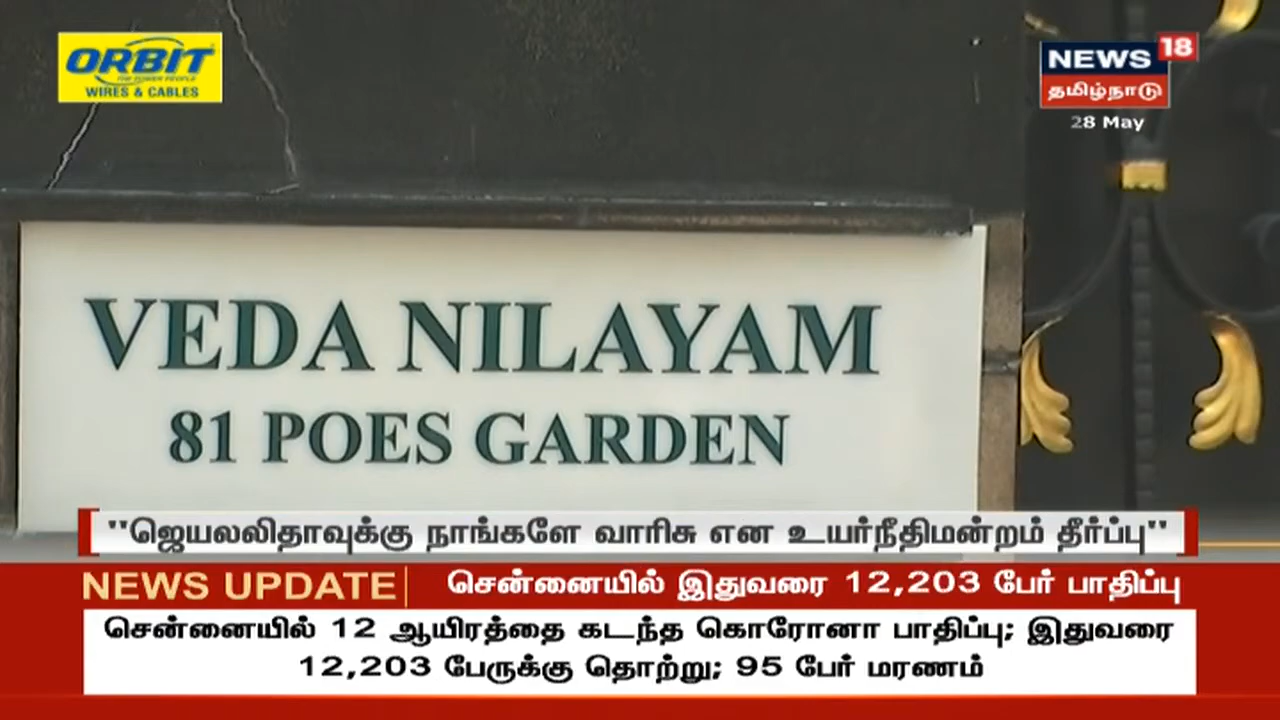 ORBIT
THE POWER PEOPLE
WIRES & CABLES
NEWS 18
தமிழ்நாடு
28 May
VEDA NILAYAM
81 POES GARDEN
"ஜெயலலிதாவுக்கு நாங்களே வாரிசு என உயர்நீதிமன்றம் தீர்ப்பு"
NEWS UPDATE சென்னையில் இதுவரை 12,203 பேர் பாதிப்பு
சென்னையில் 12 ஆயிரத்தை கடந்த கொரோனா பாதிப்பு; இதுவரை
12,203 பேருக்கு தொற்று; 95 பேர் மரணம்